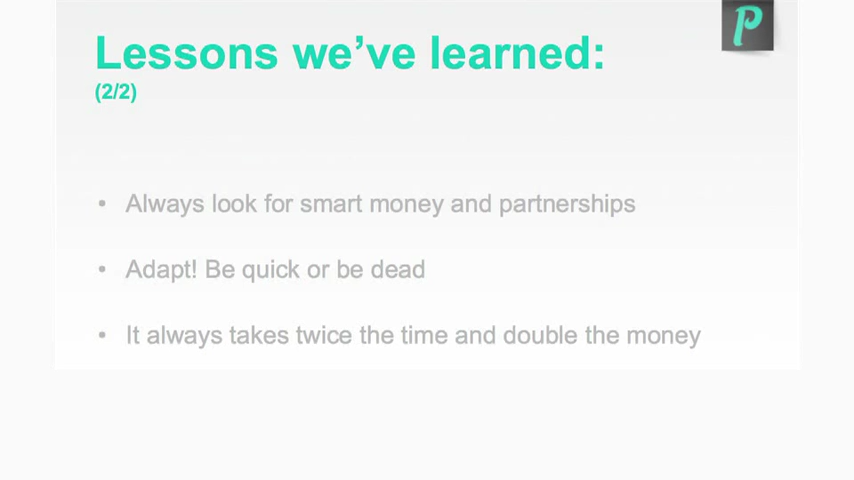 Lessons we’ve learned:
(2/2)
• Always look for smart money and partnerships
• Adapt! Be quick or be dead
• It always takes twice the time and double the money
P